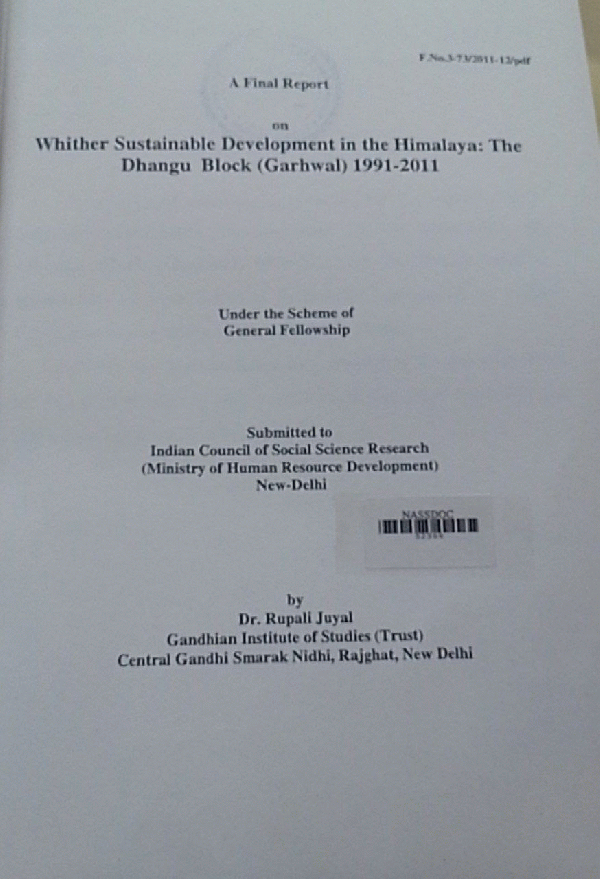 F.No.3-73/2011-12/pdf
A Final Report
on
Whither Sustainable Development in the Himalaya: The
Dhangu Block (Garhwal) 1991-2011
Under the Scheme of
General Fellowship
Submitted to
Indian Council of Social Science Research
(Ministry of Human Resource Development)
New-Delhi
NASSDOC
by
Dr. Rupali Juyal
Gandhian Institute of Studies (Trust)
Central Gandhi Smarak Nidhi, Rajghat, New Delhi